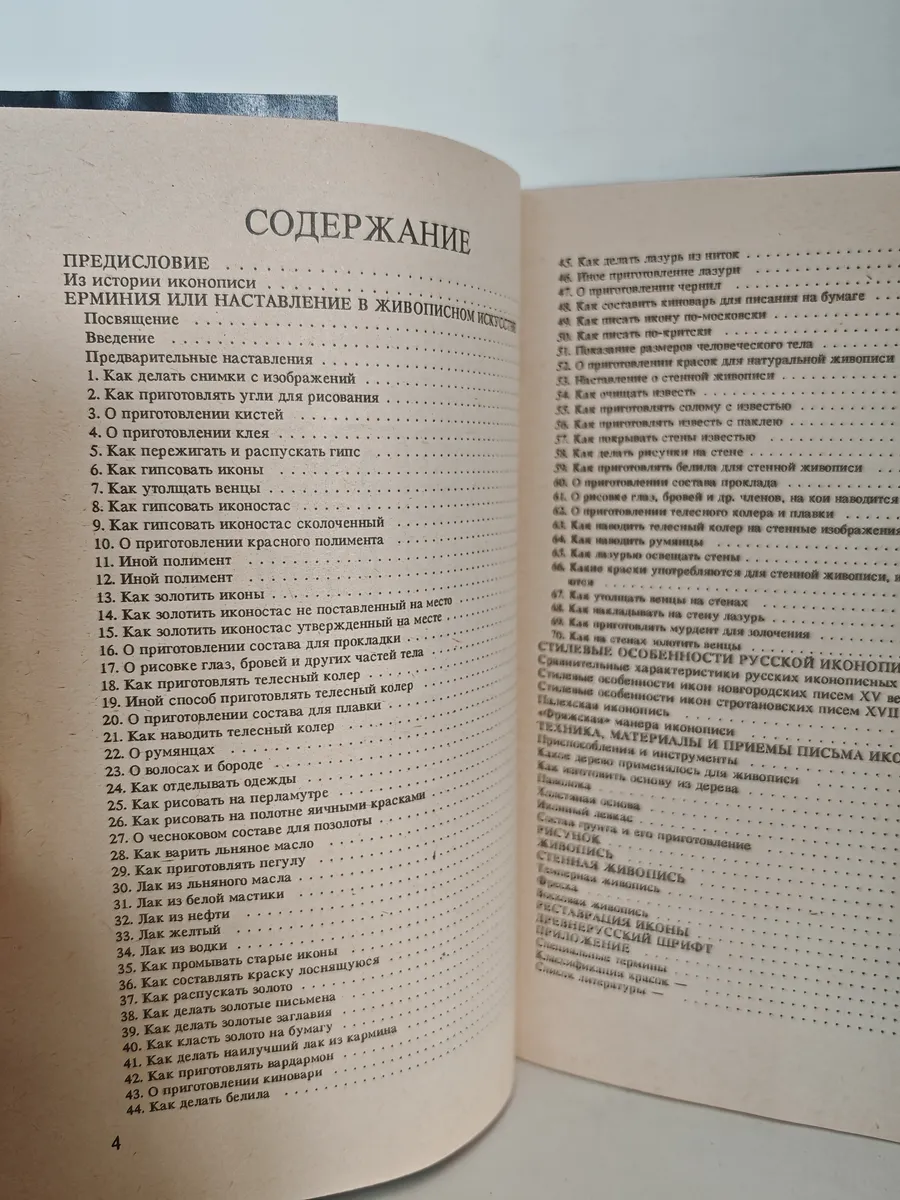 СОДЕРЖАНИЕ
ПРЕДИСЛОВИЕ
Из истории иконописи
ЕРМИНИЯ ИЛИ НАСТАВЛЕНИЕ В ЖИВОПИСНОМ ИСКУССТВЕ
Посвящение
Введение
Предварительные наставления
1. Как делать снимки с изображений
2. Как приготовлять угли для рисования
3. О приготовлении кистей
4. О приготовлении клея
5. Как пережигать и распускать гипс
6. Как гипсовать иконы
7. Как утолщать венцы
8. Как гипсовать иконостас
9. Как гипсовать иконостас сколоченный
10. О приготовлении красного полимента
11. Иной полимент
12. Иной полимент
13. Как золотить иконы
14. Как золотить иконостас не поставленный на место
15. Как золотить иконостас утвержденный на месте
16. О приготовлении состава для прокладки
17. О рисовке глаз, бровей и других частей тела
18. Как приготовлять телесный колер
19. Иной способ приготовлять телесный колер
20. О приготовлении состава для плавки
21. Как наводить телесный колер
22. О румянцах
23. О волосах и бороде
24. Как отделывать одежды
25. Как рисовать на перламутре
26. Как рисовать на полотне яичными красками
27. О чесноковом составе для позолоты
28. Как варить льняное масло
29. Как приготовлять пегулу
30. Лак из льняного масла
31. Лак из белой мастики
32. Лак из нефти
33. Лак желтый
34. Лак из водки
35. Как промывать старые иконы
36. Как составлять краску лоснящуюся
37. Как распускать золото
38. Как делать золотые письмена
39. Как делать золотые заглавия
40. Как класть золото на бумагу
41. Как делать наилучший лак из кармина
42. Как приготовлять вардармон
43. О приготовлении киновари
44. Как делать белила
4
45. Как делать лазурь из ниток
46. Иное приготовление лазури
47. О приготовлении чернил
48. Как составить киноварь для писания на бумаге
49. Как писать икону по-московски
50. Как писать по-критски
51. Показание размеров человеческого тела
52. О приготовлении красок для натуральной живописи
53. Наставление о стенной живописи
54. Как очищать известь
55. Как приготовлять солому с известью
56. Как приготовлять известь с паклею
57. Как покрывать стены известью
58. Как делать рисунки на стене
59. Как приготовлять белила для стенной живописи
60. О приготовлении состава проклада
61. О рисовке глаз, бровей и др. членов, на кои наводится
62. О приготовлении телесного колера и плавки
63. Как наводить телесный колер на стенные изображения
64. Как наводить румянцы
65. Как лазурью освещать стены
66. Какие краски употребляются для стенной живописи,
ются
67. Как утолщать венцы на стенах
68. Как накладывать на стену лазурь
69. Как приготовлять мурдент для золочения
70. Как на стенах золотить венцы
СТИЛЕВЫЕ ОСОБЕННОСТИ РУССКОЙ ИКОНОПИ
Сравнительные характеристики русских иконописных
Стилевые особенности икон новгородских писем XV ве
Стилевые особенности икон строгановских писем XVII
Палехская иконопись
«Фряжская» манера иконописи
ТЕХНИКА, МАТЕРИАЛЫ И ПРИЕМЫ ПИСЬМА ИКО
Приспособления и инструменты
Какое дерево применялось для живописи
Как изготовить основу из дерева
Паволока
Холстяная основа
Иконный левкас
Состав грунта и его приготовление
РИСУНОК
ЖИВОПИСЬ
СТЕННАЯ ЖИВОПИСЬ
Темперная живопись
Фреска
Восковая живопись
РЕСТАВРАЦИЯ ИКОНЫ
ДРЕВНЕРУССКИЙ ШРИФТ
ПРИЛОЖЕНИЕ
Специальные термины
Классификация красок —
Список литературы —